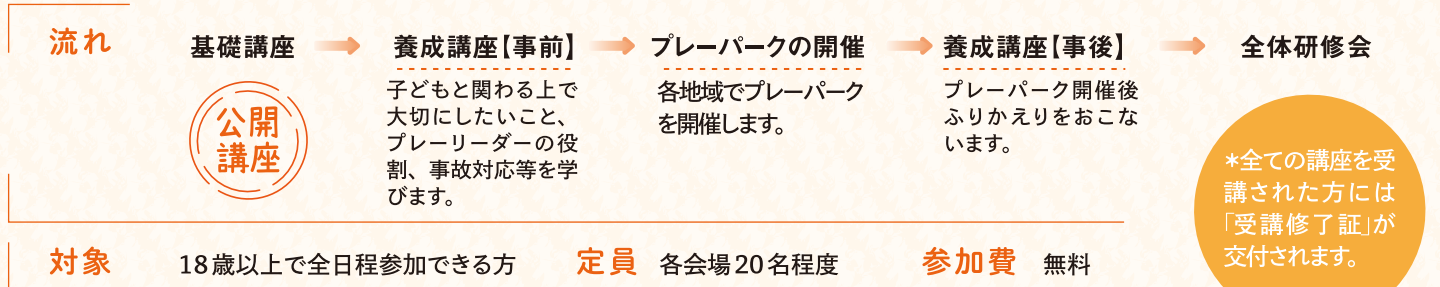 流れ
基礎講座
公開
講座
養成講座【事前】
子どもと関わる上で
大切にしたいこと、
プレーリーダーの役
割、事故対応等を学
びます。
プレーパークの開催
各地域でプレーパーク
を開催します。
養成講座【事後】
プレーパーク開催後
ふりかえりをおこな
います。
全体研修会
*全ての講座を受
講された方には
「受講修了証」が
交付されます。
対象 18歳以上で全日程参加できる方 定員 各会場20名程度 参加費 無料